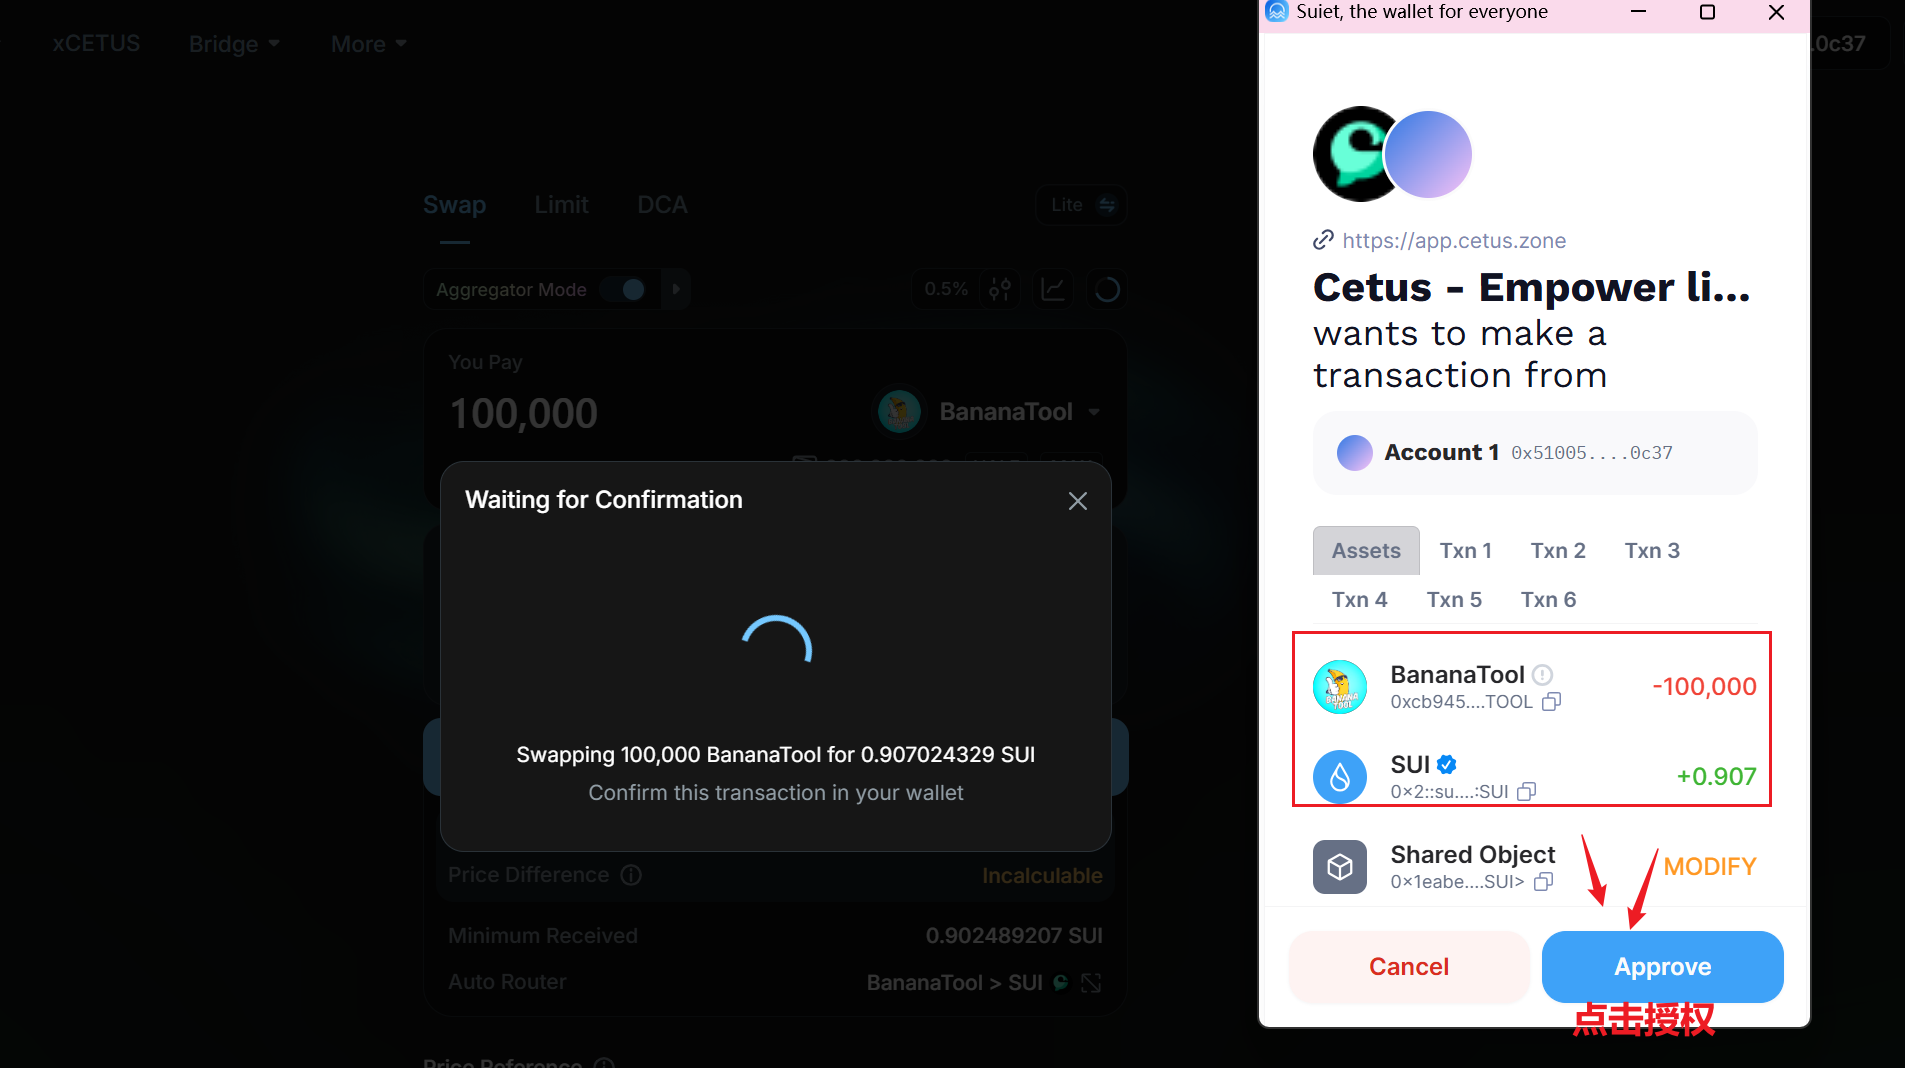 xCETUS
Bridge
More
.0c37
Swap
Limit
DCA
Lite
Aggregator Mode
0.5%
You Pay
100,000
BananaTool
Waiting for Confirmation
Swapping 100,000 BananaTool for 0.907024329 SUI
Confirm this transaction in your wallet
Price Difference
Incalculable
Minimum Received
0.902489207 SUI
Auto Router
BananaTool > SUI
Price Reference
Suiet, the wallet for everyone
https://app.cetus.zone
Cetus - Empower li...
wants to make a
transaction from
Account 1 0x51005....0c37
Assets
Txn 1
Txn 2
Txn 3
Txn 4
Txn 5
Txn 6
BANANA
TOOL
BananaTool
0xcb945....TOOL
-100,000
SUI
0x2::su....:SUI
+0.907
Shared Object
0x1eabe....SUI>
MODIFY
Cancel
Approve
点击授权